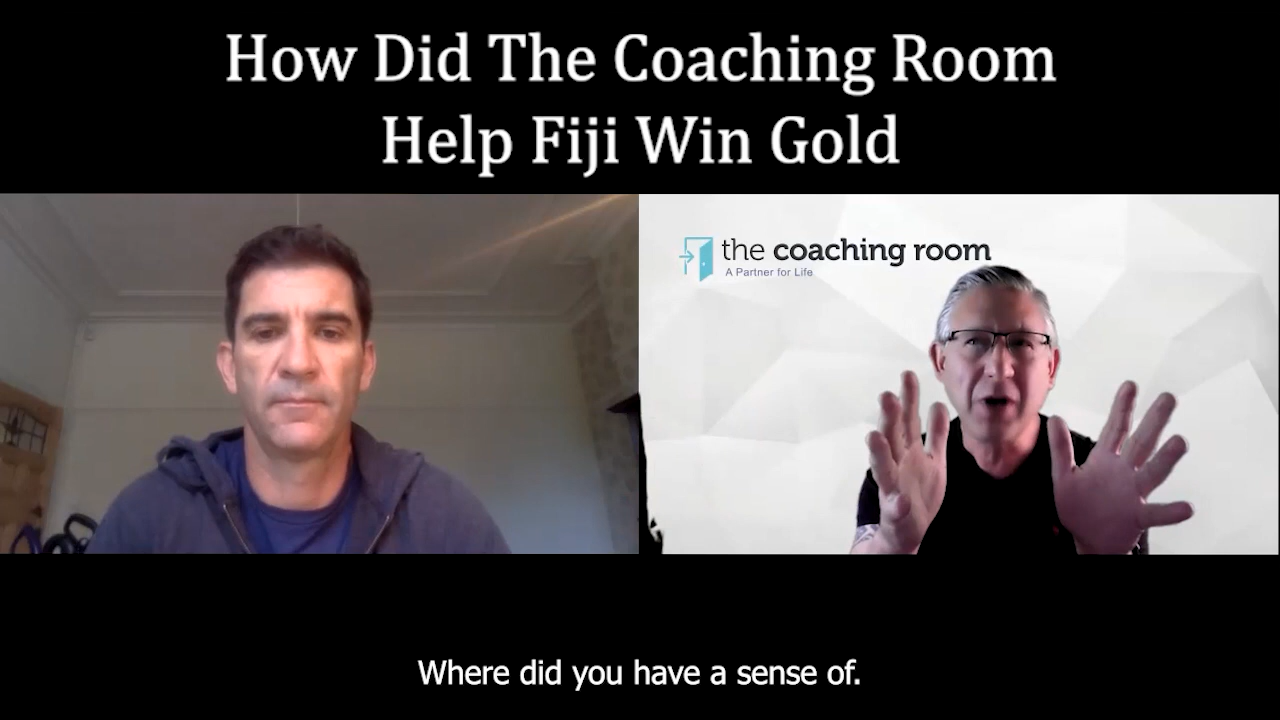 How Did The Coaching Room
Help Fiji Win Gold
the coaching room
A Partner for Life
Where did you have a sense of.